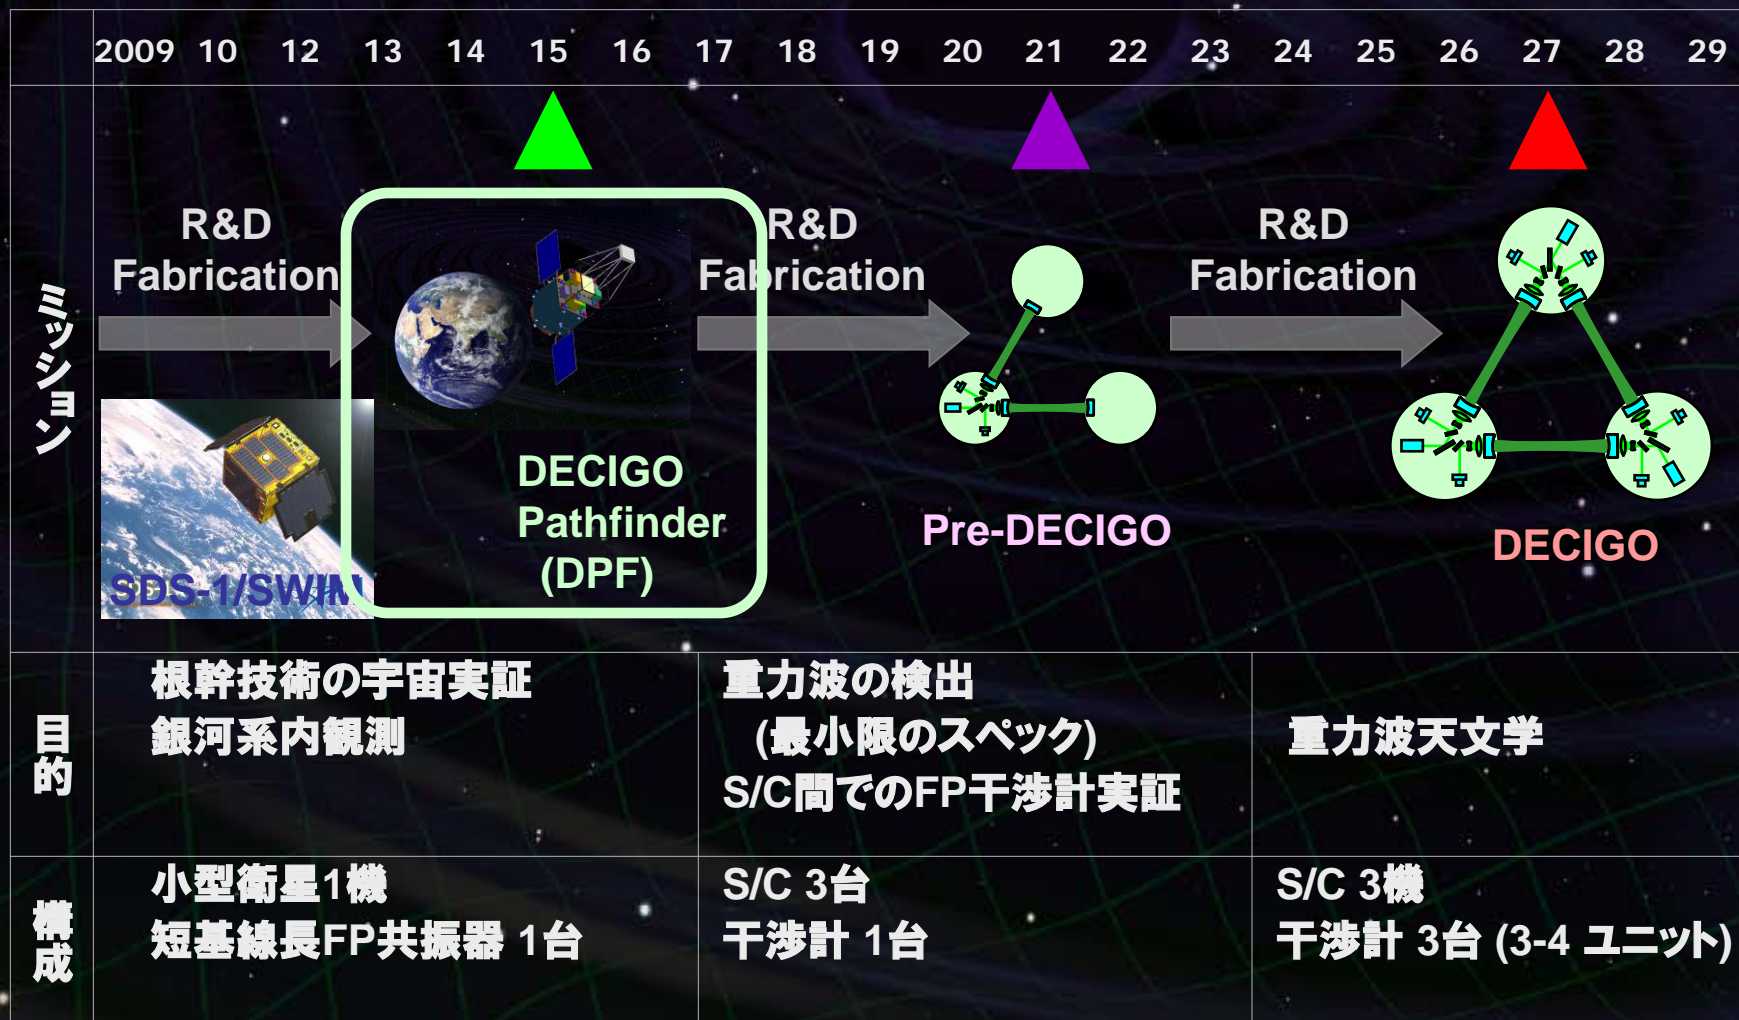 2009 10 12 13 14 15 16 17 18 19 20 21 22 23 24 25 26 27 28 29
ミッション
R&D
Fabrication
SDS-1/SWIM
DECIGO
Pathfinder
(DPF)
R&D
Fabrication
Pre-DECIGO
R&D
Fabrication
DECIGO
目的
根幹技術の宇宙実証
銀河系内観測
重力波の検出
(最小限のスペック)
S/C間でのFP干渉計実証
重力波天文学
構成
小型衛星1機
短基線長FP共振器 1台
S/C 3台
干渉計 1台
S/C 3機
干渉計 3台 (3-4 ユニット)